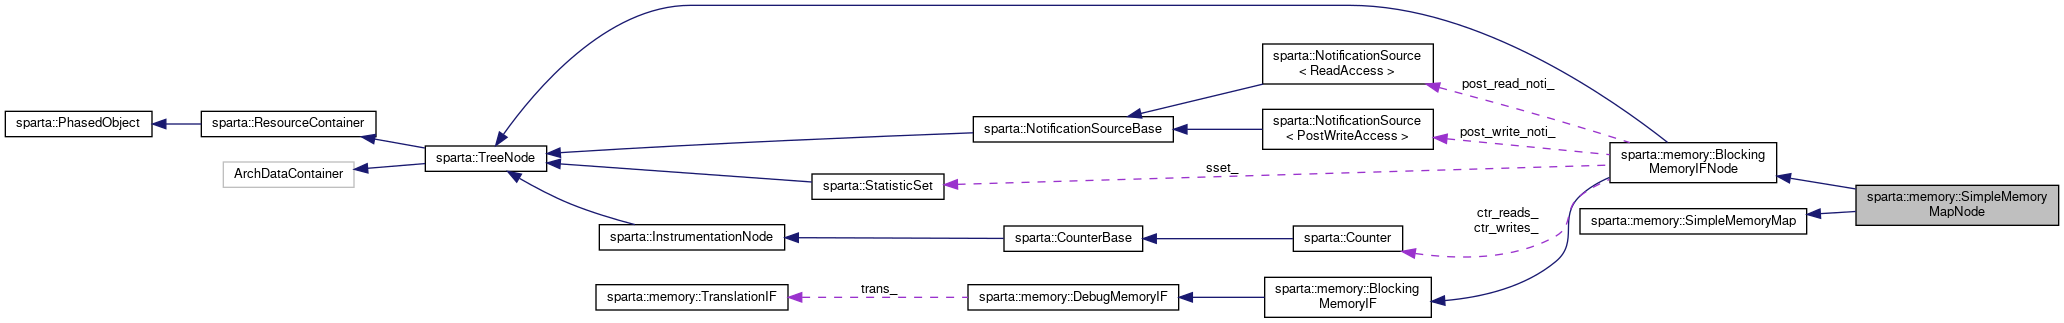 sparta::PhasedObject
sparta::ResourceContainer
ArchDataContainer
sparta::TreeNode
sparta::NotificationSourceBase
sparta::StatisticSet
sparta::InstrumentationNode
sparta::CounterBase
sparta::Counter
sparta::memory::TranslationIF
trans_
sparta::memory::DebugMemoryIF
sparta::memory::Blocking
MemoryIF
sparta::NotificationSource
< ReadAccess >
sparta::NotificationSource
< PostWriteAccess >
post_read_noti_
post_write_noti_
sset_
ctr_reads_
ctr_writes_
sparta::memory::Blocking
MemoryIFNode
sparta::memory::SimpleMemoryMap
sparta::memory::SimpleMemory
MapNode